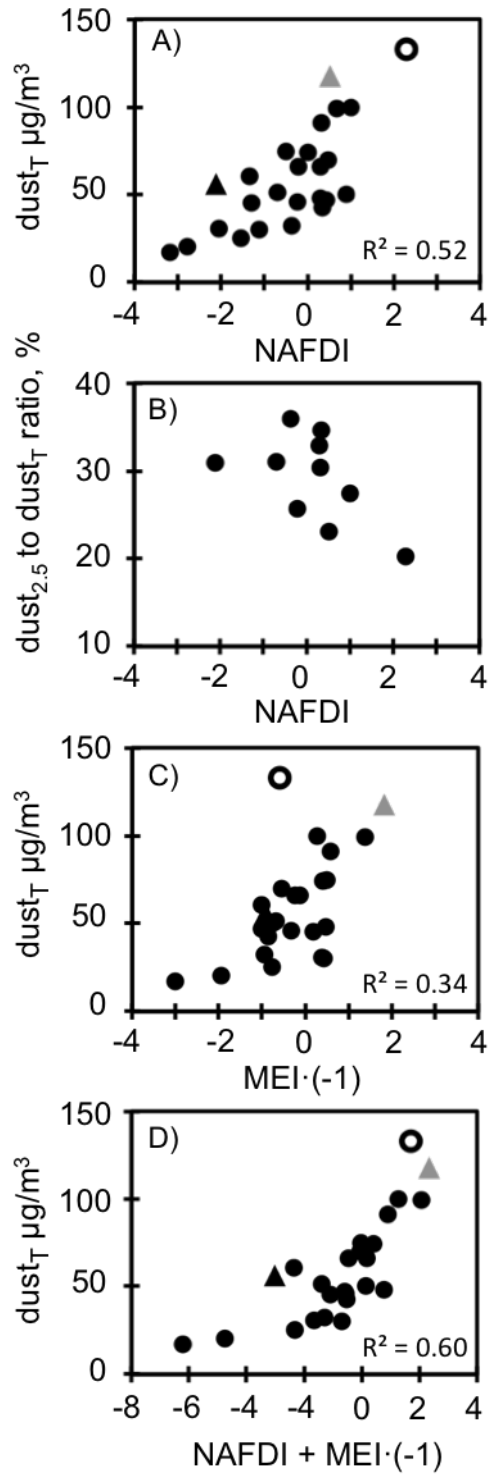 A)
dustT µg/m³
150
100
50
0
R² = 0.52
-4 -2 0 2 4
NAFDI
B)
dust2.5 to dustT ratio, %
40
30
20
10
-4 -2 0 2 4
NAFDI
C)
dustT µg/m³
150
100
50
0
R² = 0.34
-4 -2 0 2 4
MEI·(-1)
D)
dustT µg/m³
150
100
50
0
R² = 0.60
-8 -6 -4 -2 0 2 4
NAFDI + MEI·(-1)